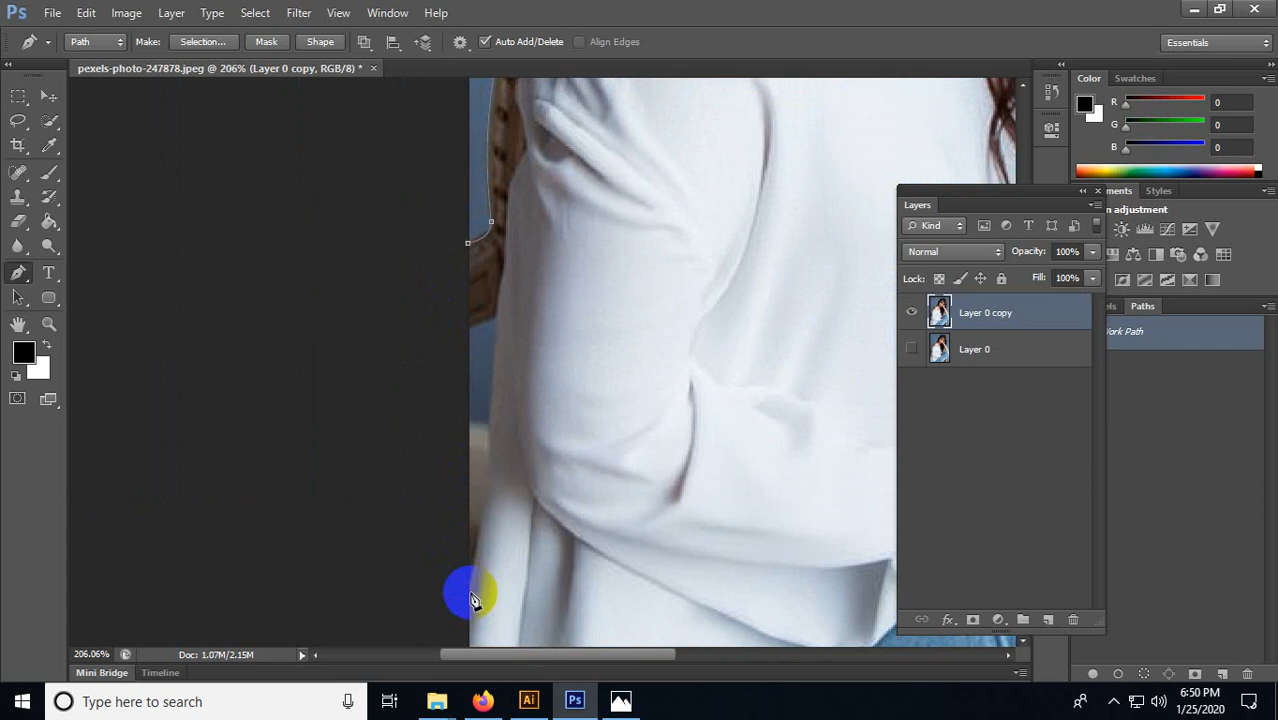 Ps File Edit Image Layer Type Select Filter View Window Help
Path Make: Selection... Mask Shape Auto Add/Delete Align Edges Essentials
pexels-photo-247878.jpeg @ 206% (Layer 0 copy, RGB/8) * ×
Color Swatches
R 0
G 0
B 0
ments Styles
n adjustment
Layers
Kind
Normal Opacity: 100%
Lock: Fill: 100%
els Paths
Layer 0 copy
ork Path
Layer 0
fx
206.06% Doc: 1.07M/2.15M
Mini Bridge Timeline
Type here to search
Ai Ps
6:50 PM
1/25/2020